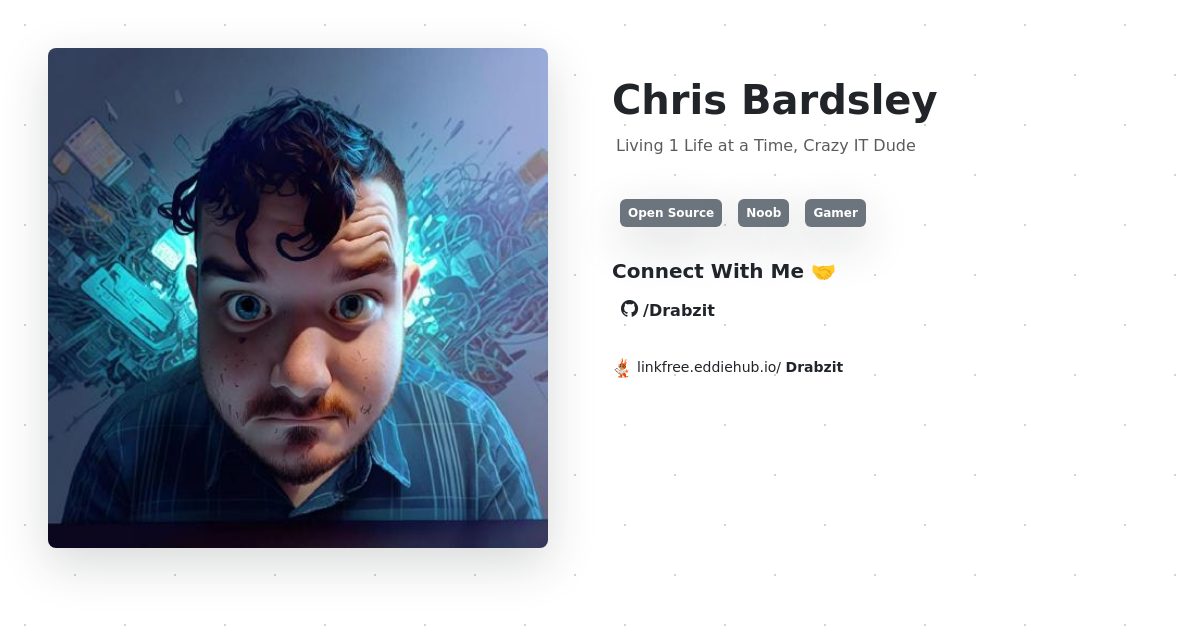 Chris Bardsley
Living 1 Life at a Time, Crazy IT Dude
Open Source Noob Gamer
Connect With Me 🤝
/Drabzit
linkfree.eddiehub.io/ Drabzit